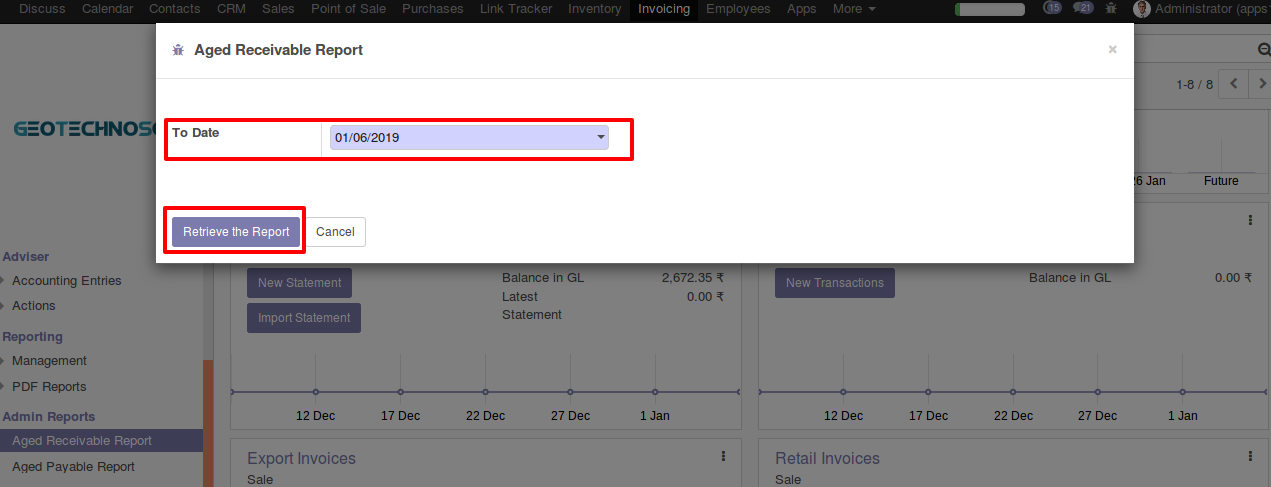 Discuss Calendar Contacts CRM Sales Point of Sale Purchases Link Tracker Inventory Invoicing Employees Apps More 15 21 Administrator (apps1
Aged Receivable Report ×
1-8 / 8
GEOTECHNOS
To Date 01/06/2019
26 Jan Future
Retrieve the Report Cancel
Adviser
Accounting Entries
Actions
Reporting
Management
PDF Reports
Admin Reports
Aged Receivable Report
Aged Payable Report
New Statement Balance in GL 2,672.35 ₹
Import Statement Latest Statement 0.00 ₹
12 Dec 17 Dec 22 Dec 27 Dec 1 Jan
New Transactions Balance in GL 0.00 ₹
12 Dec 17 Dec 22 Dec 27 Dec 1 Jan
Export Invoices
Sale
Retail Invoices
Sale